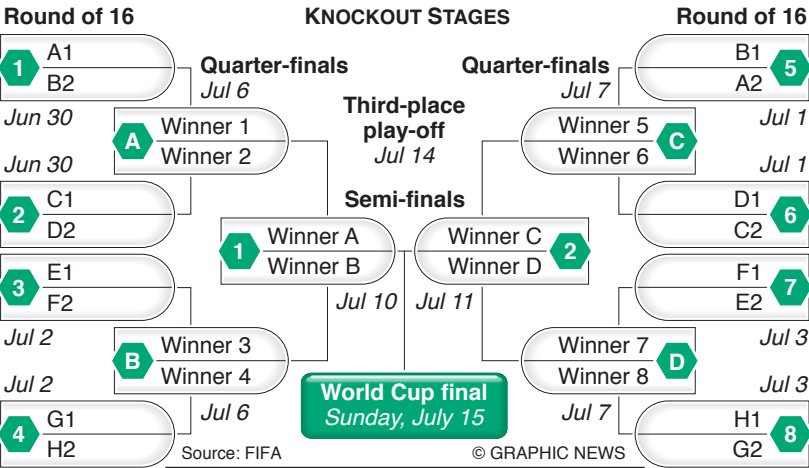 Round of 16
KNOCKOUT STAGES
Round of 16
1
A1
B2
Jun 30
Jun 30
2
C1
D2
3
E1
F2
Jul 2
Jul 2
4
G1
H2
Quarter-finals
Jul 6
A
Winner 1
Winner 2
B
Winner 3
Winner 4
Jul 6
Third-place
play-off
Jul 14
Semi-finals
1
Winner A
Winner B
Jul 10
Winner C
Winner D
2
Jul 11
World Cup final
Sunday, July 15
Quarter-finals
Jul 7
Winner 5
Winner 6
C
Winner 7
Winner 8
D
Jul 7
B1
A2
5
Jul 1
Jul 1
D1
C2
6
F1
E2
7
Jul 3
Jul 3
H1
G2
8
Source: FIFA
© GRAPHIC NEWS